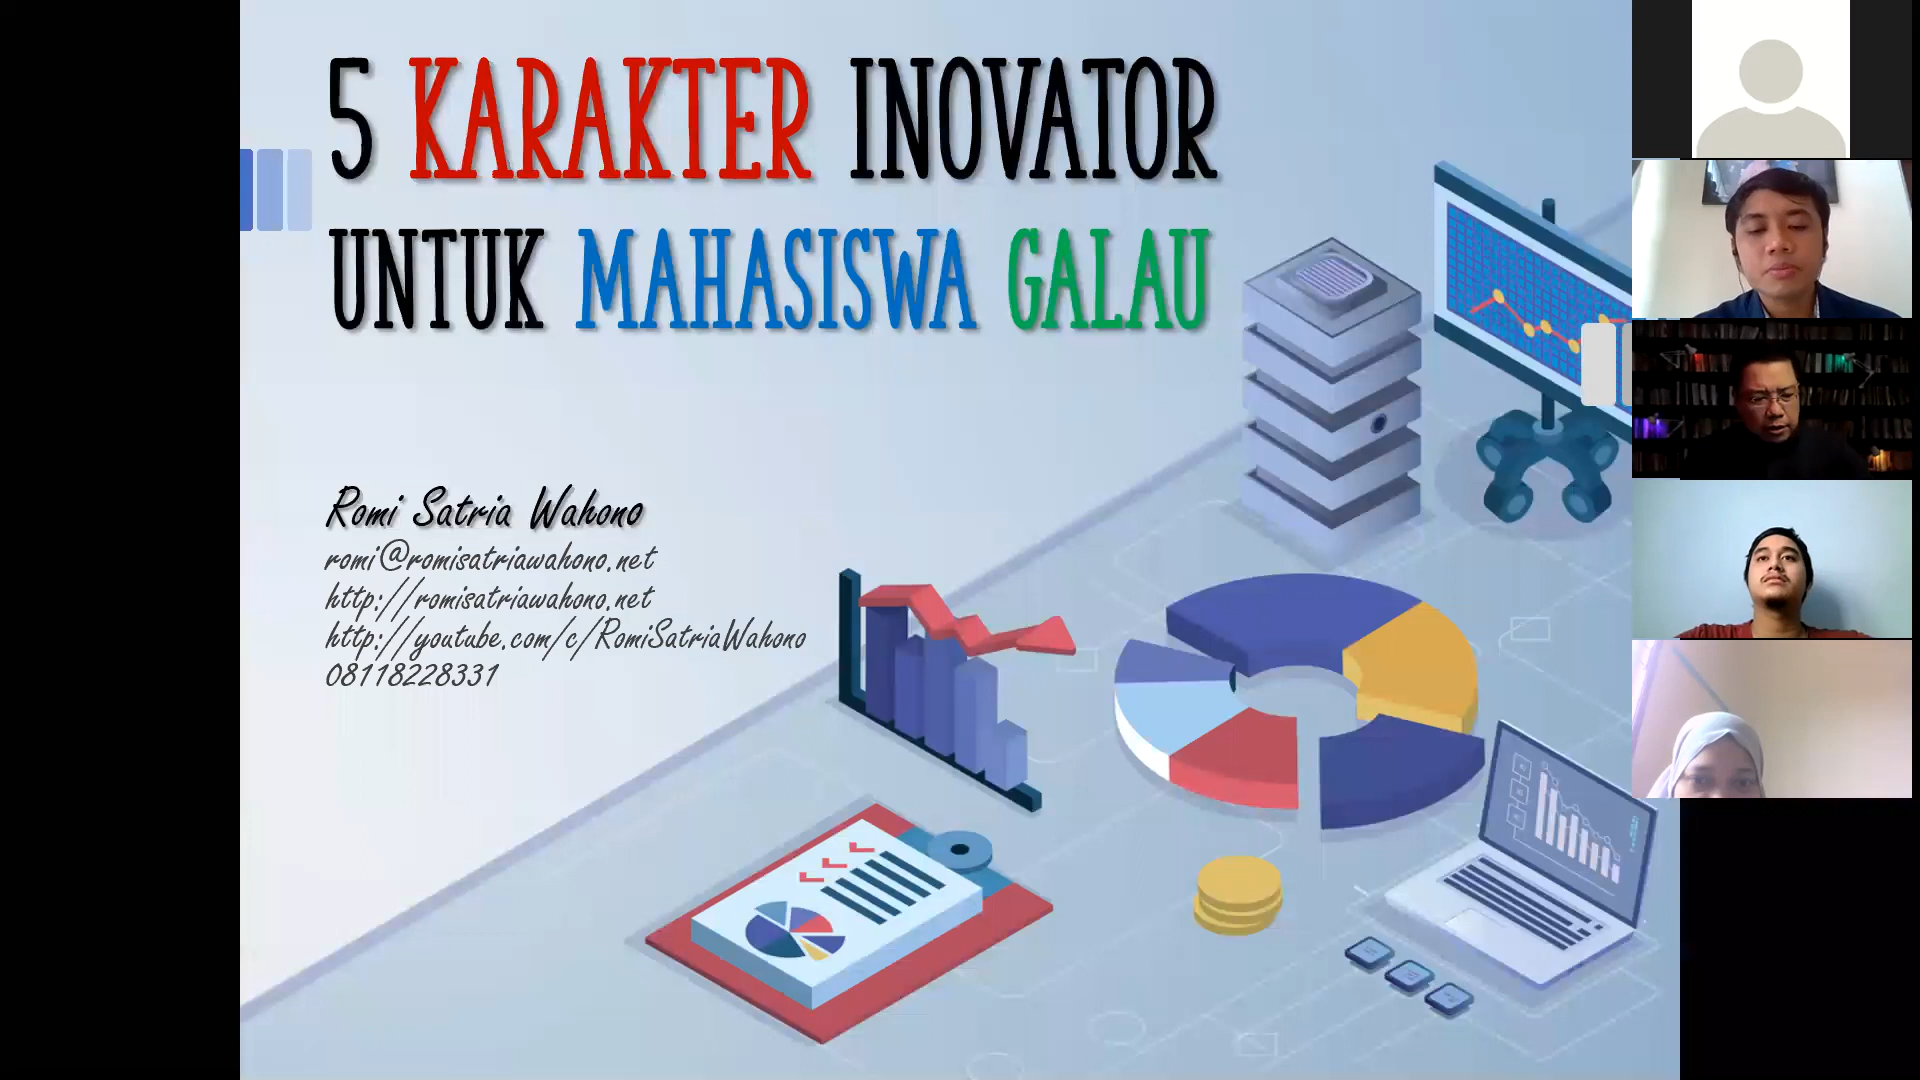 5 KARAKTER INOVATOR
UNTUK MAHASISWA GALAU
Romi Satria Wahono
romi@romisatriawahono.net
http://romisatriawahono.net
http://youtube.com/c/RomiSatriaWahono
08118228331